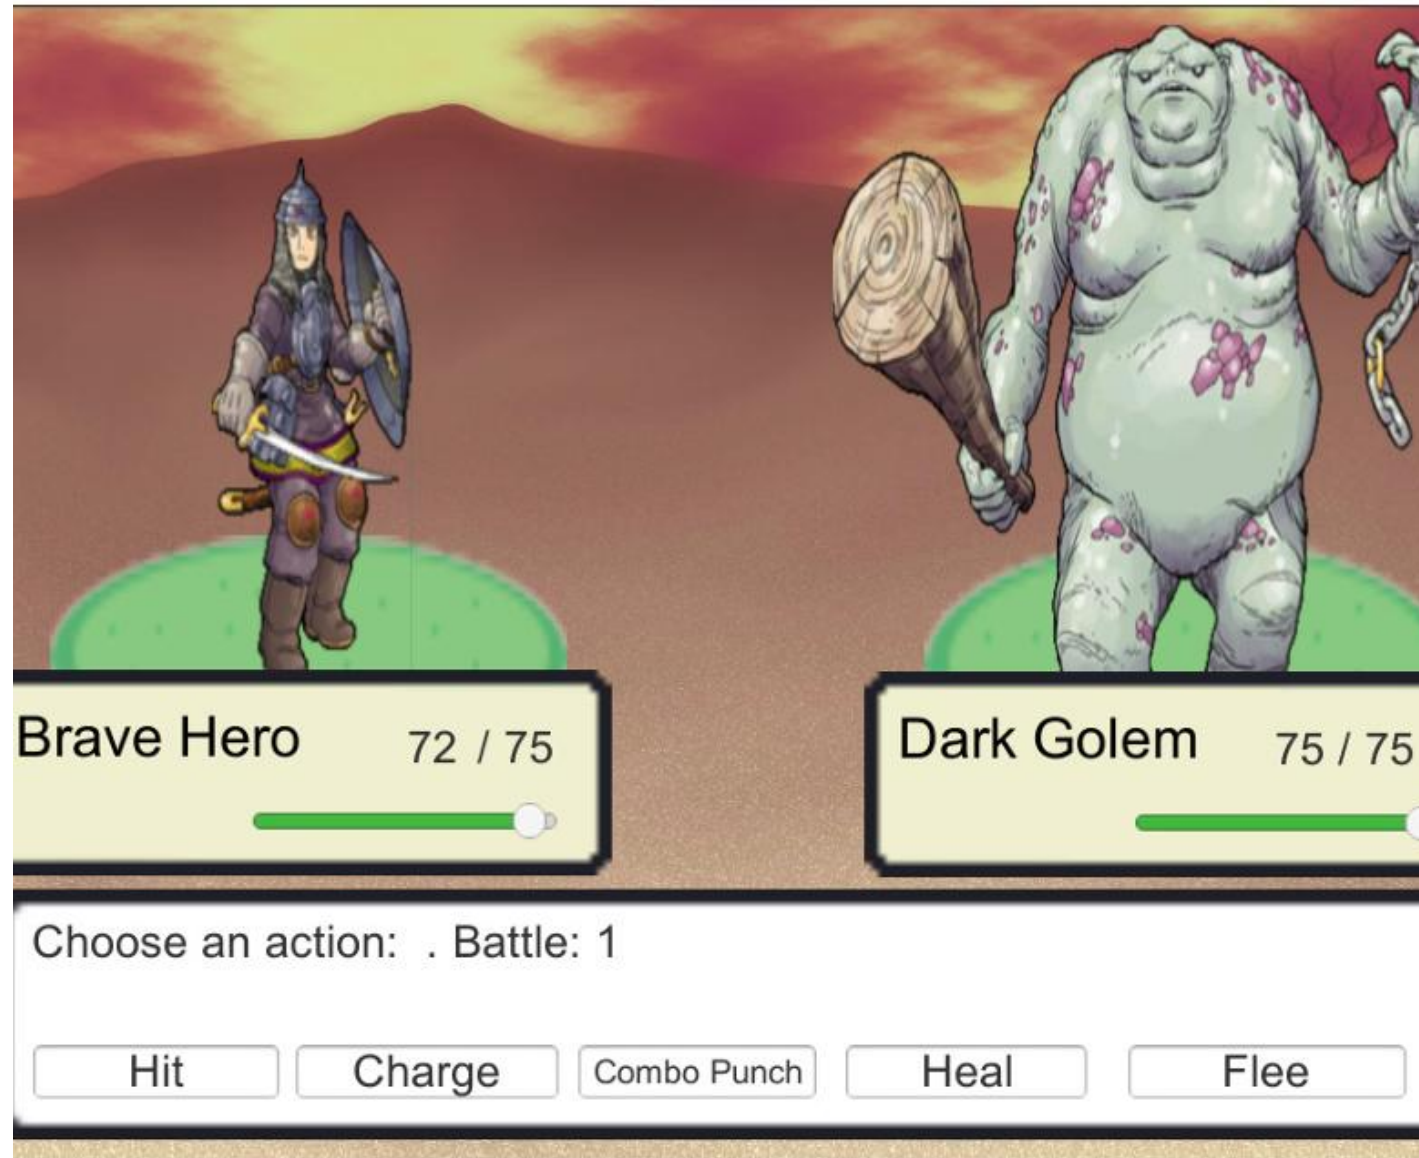 Brave Hero 72 / 75
Dark Golem 75 / 75
Choose an action:  . Battle: 1
Hit
Charge
Combo Punch
Heal
Flee